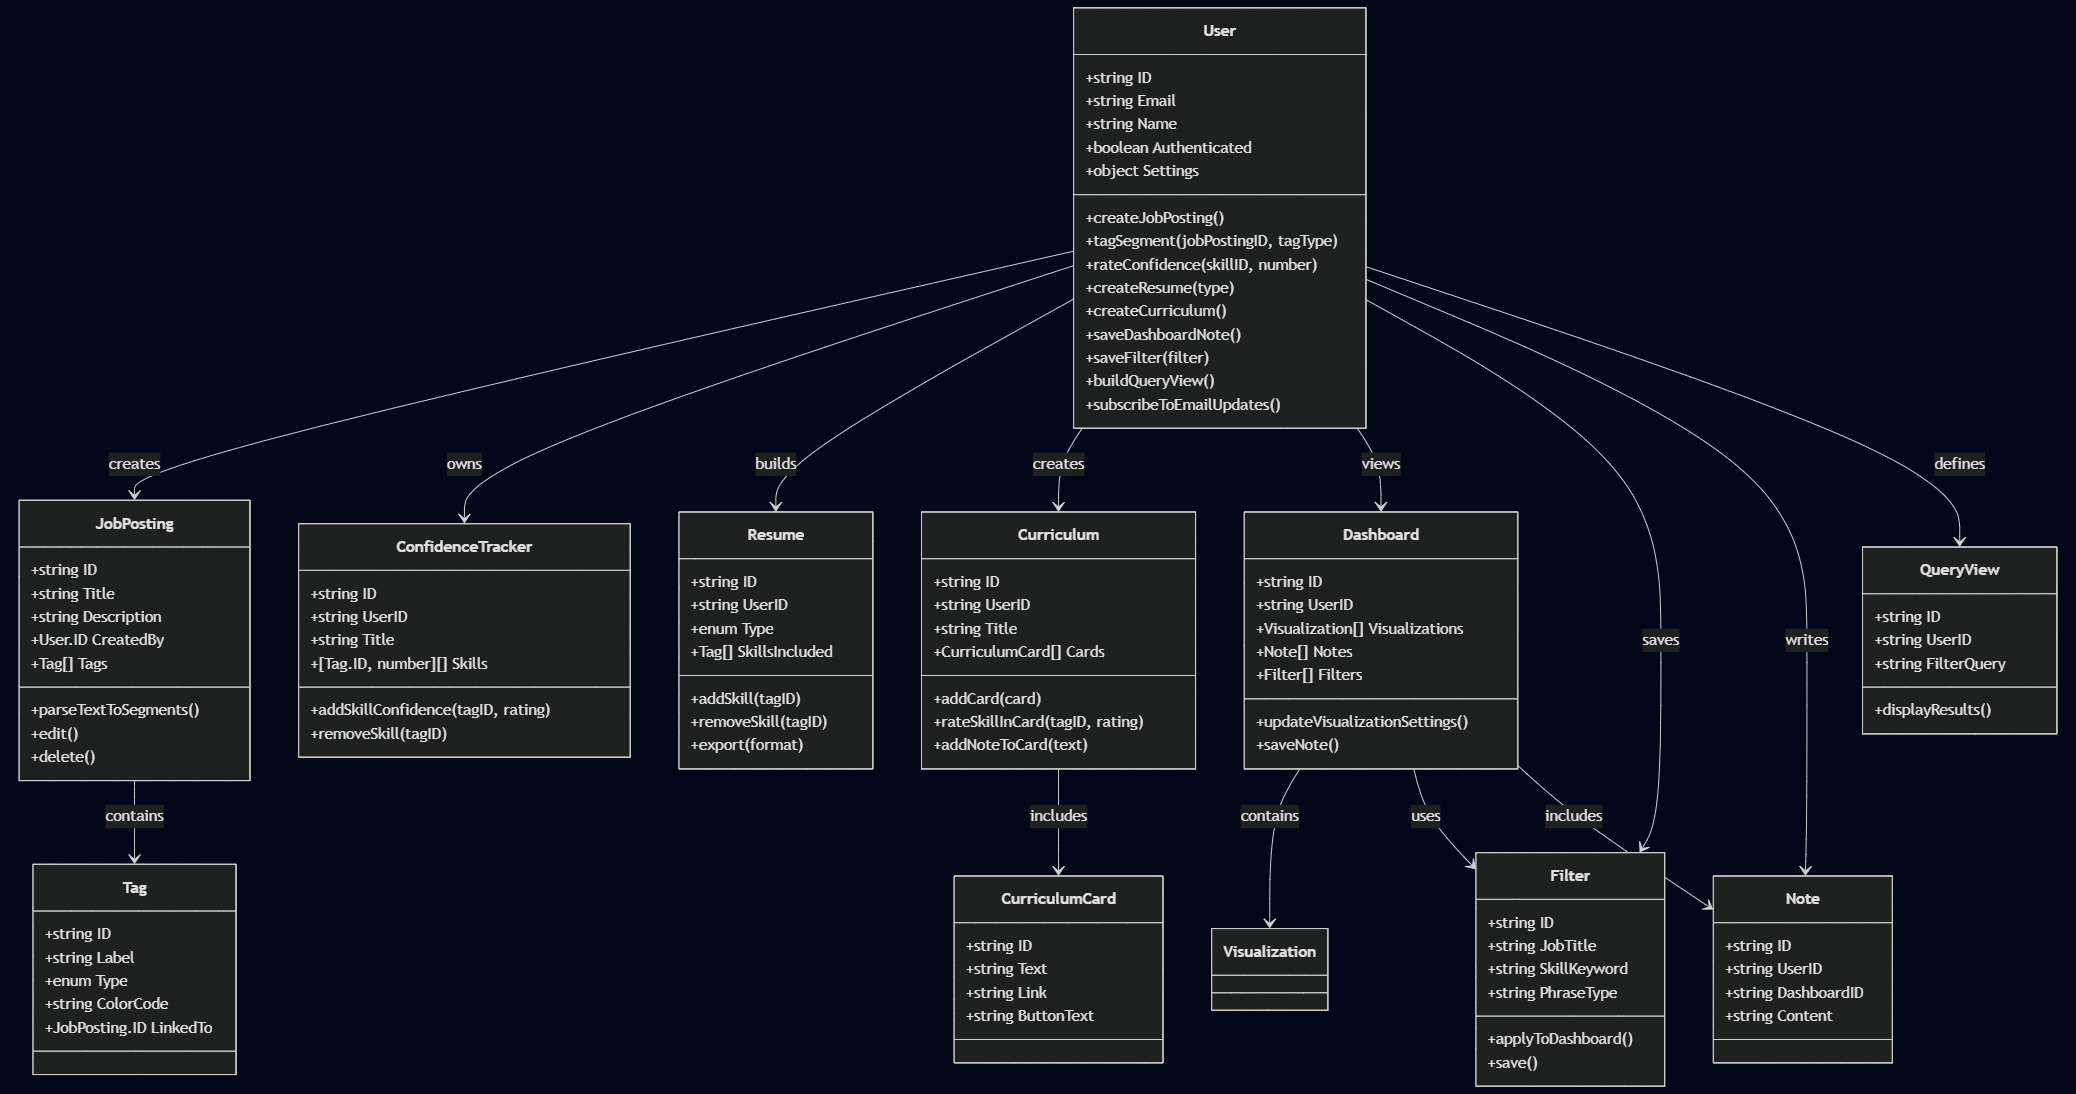 User
+string ID
+string Email
+string Name
+boolean Authenticated
+object Settings
+createJobPosting()
+tagSegment(jobPostingID, tagType)
+rateConfidence(skillID, number)
+createResume(type)
+createCurriculum()
+saveDashboardNote()
+saveFilter(filter)
+buildQueryView()
+subscribeToEmailUpdates()
creates
owns
builds
creates
views
defines
saves
writes
JobPosting
+string ID
+string Title
+string Description
+User.ID CreatedBy
+Tag[] Tags
+parseTextToSegments()
+edit()
+delete()
ConfidenceTracker
+string ID
+string UserID
+string Title
+[Tag.ID, number][] Skills
+addSkillConfidence(tagID, rating)
+removeSkill(tagID)
Resume
+string ID
+string UserID
+enum Type
+Tag[] SkillsIncluded
+addSkill(tagID)
+removeSkill(tagID)
+export(format)
Curriculum
+string ID
+string UserID
+string Title
+CurriculumCard[] Cards
+addCard(card)
+rateSkillInCard(tagID, rating)
+addNoteToCard(text)
Dashboard
+string ID
+string UserID
+Visualization[] Visualizations
+Note[] Notes
+Filter[] Filters
+updateVisualizationSettings()
+saveNote()
QueryView
+string ID
+string UserID
+string FilterQuery
+displayResults()
contains
includes
contains
uses
includes
Tag
+string ID
+string Label
+enum Type
+string ColorCode
+JobPosting.ID LinkedTo
CurriculumCard
+string ID
+string Text
+string Link
+string ButtonText
Visualization
Filter
+string ID
+string JobTitle
+string SkillKeyword
+string PhraseType
+applyToDashboard()
+save()
Note
+string ID
+string UserID
+string DashboardID
+string Content